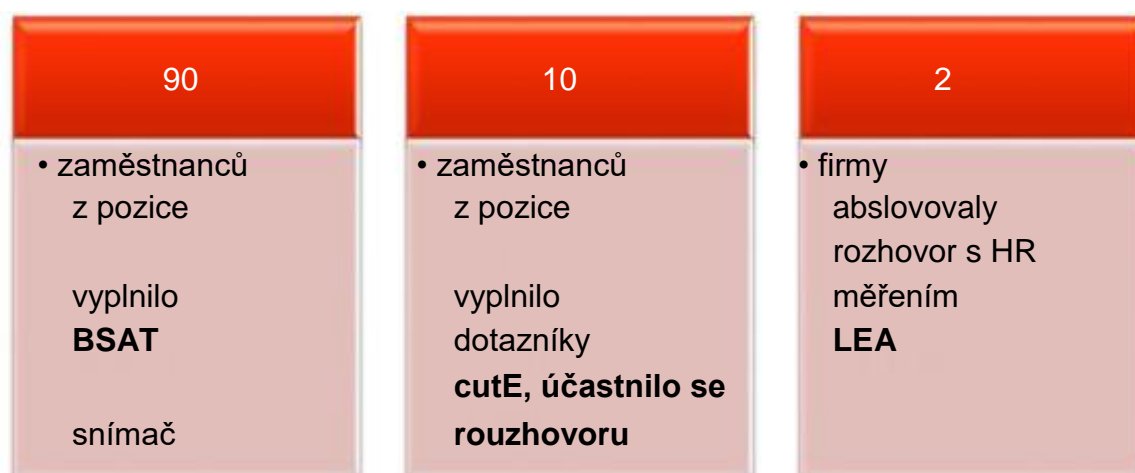 90
• zaměstnanců
z pozice
vyplnilo
BSAT
snímač
10
• zaměstnanců
z pozice
vyplnilo
dotazníky
cutE, účastnilo se
rouzhovoru
2
• firmy
abslovovaly
rozhovor s HR
měřením
LEA